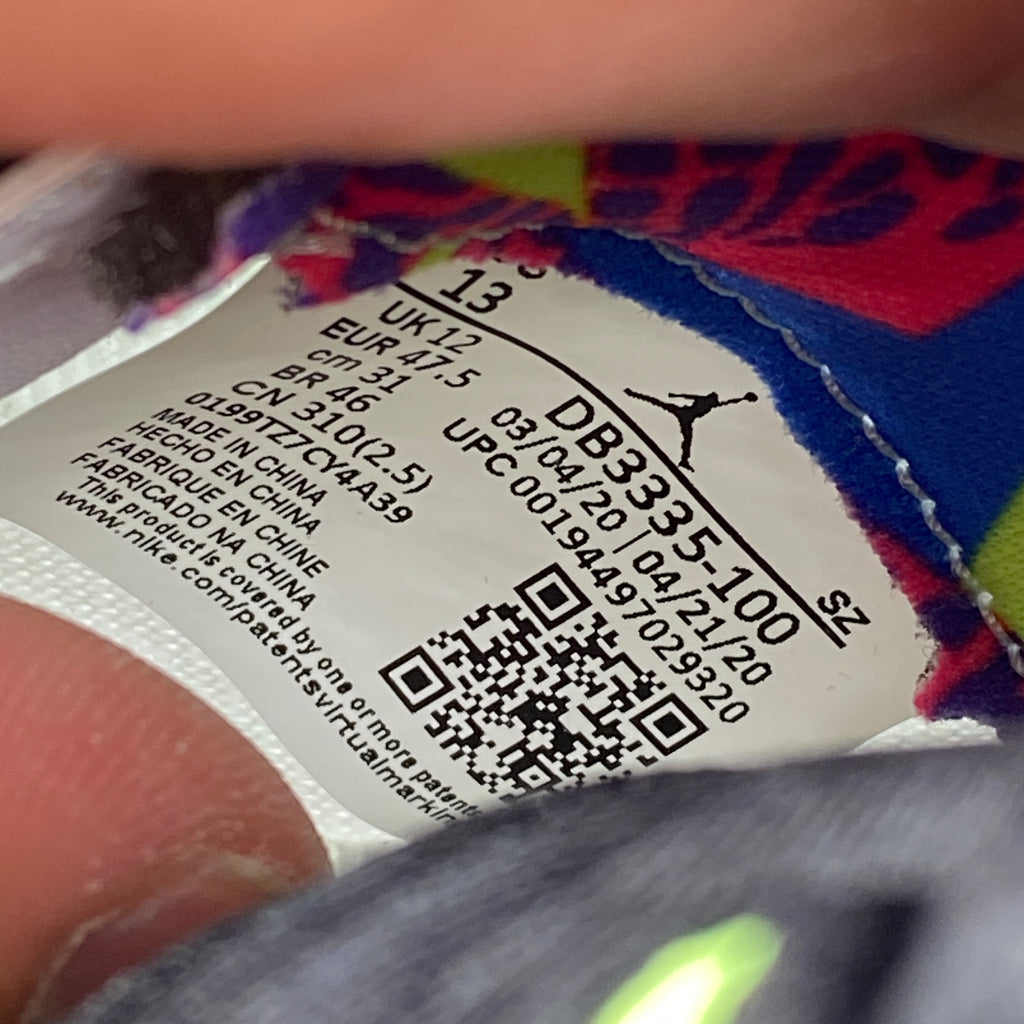 13
UK 12
EUR 47.5
cm 31
BR 46
CN 310(2.5)
0199TZ7CY4A39
MADE IN CHINA
HECHO EN CHINA
FABRIQUE EN CHINE
FABRICADO NA CHINA
This product is covered by one or more patents
www.nike.com/patentsvirtualmarkin
DB3335-100
03/04/20 | 04/21/20
UPC 00194497029320
SZ